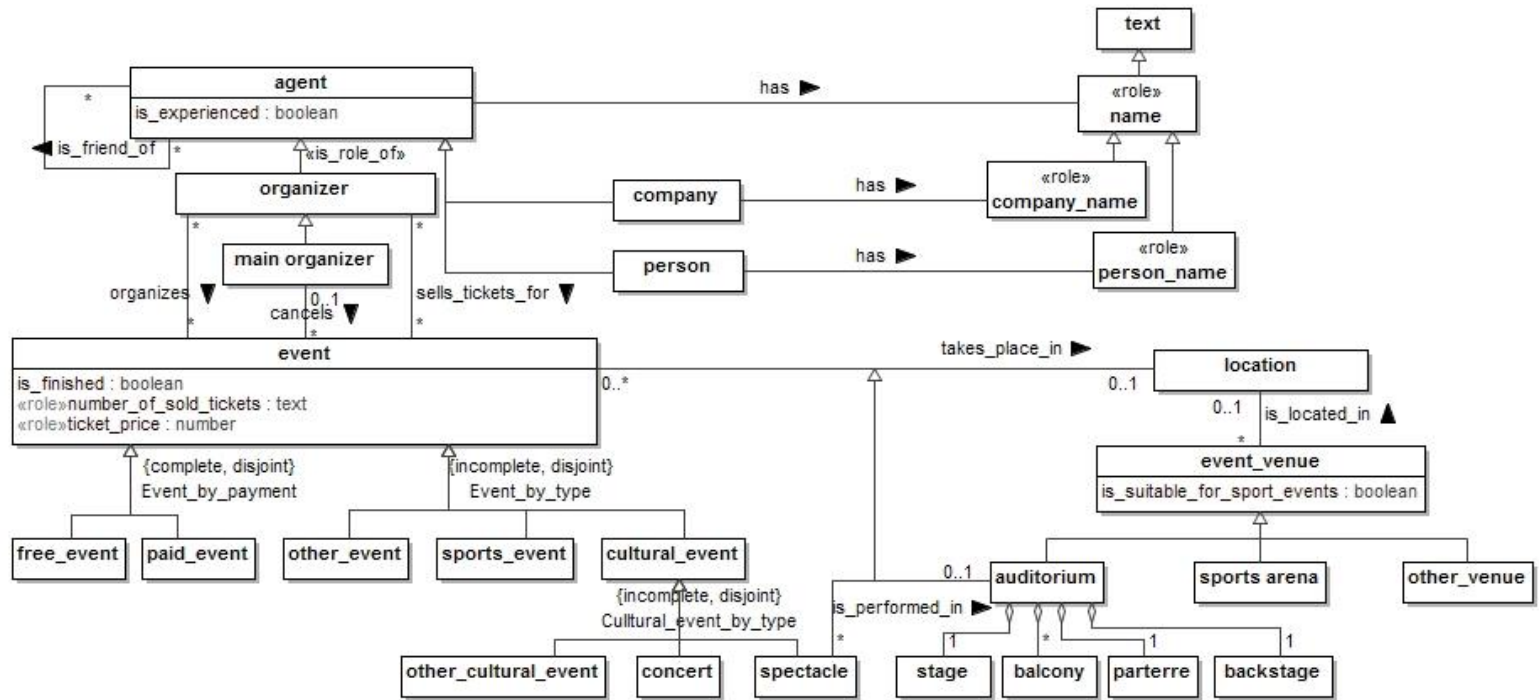 text
agent
is_experienced : boolean
*
is_friend_of
*
has
«role»
name
«is_role_of»
organizer
company
has
«role»
company_name
*
*
main organizer
person
has
«role»
person_name
organizes
0..1
cancels
sells_tickets_for
*
*
*
event
is_finished : boolean
«role»number_of_sold_tickets : text
«role»ticket_price : number
takes_place_in
0..*
0..1
location
0..1
is_located_in
*
event_venue
is_suitable_for_sport_events : boolean
{complete, disjoint}
Event_by_payment
{incomplete, disjoint}
Event_by_type
free_event
paid_event
other_event
sports_event
cultural_event
0..1
auditorium
sports arena
other_venue
{incomplete, disjoint}
Culltural_event_by_type
is_performed_in
*
1
*
1
1
other_cultural_event
concert
spectacle
stage
balcony
parterre
backstage